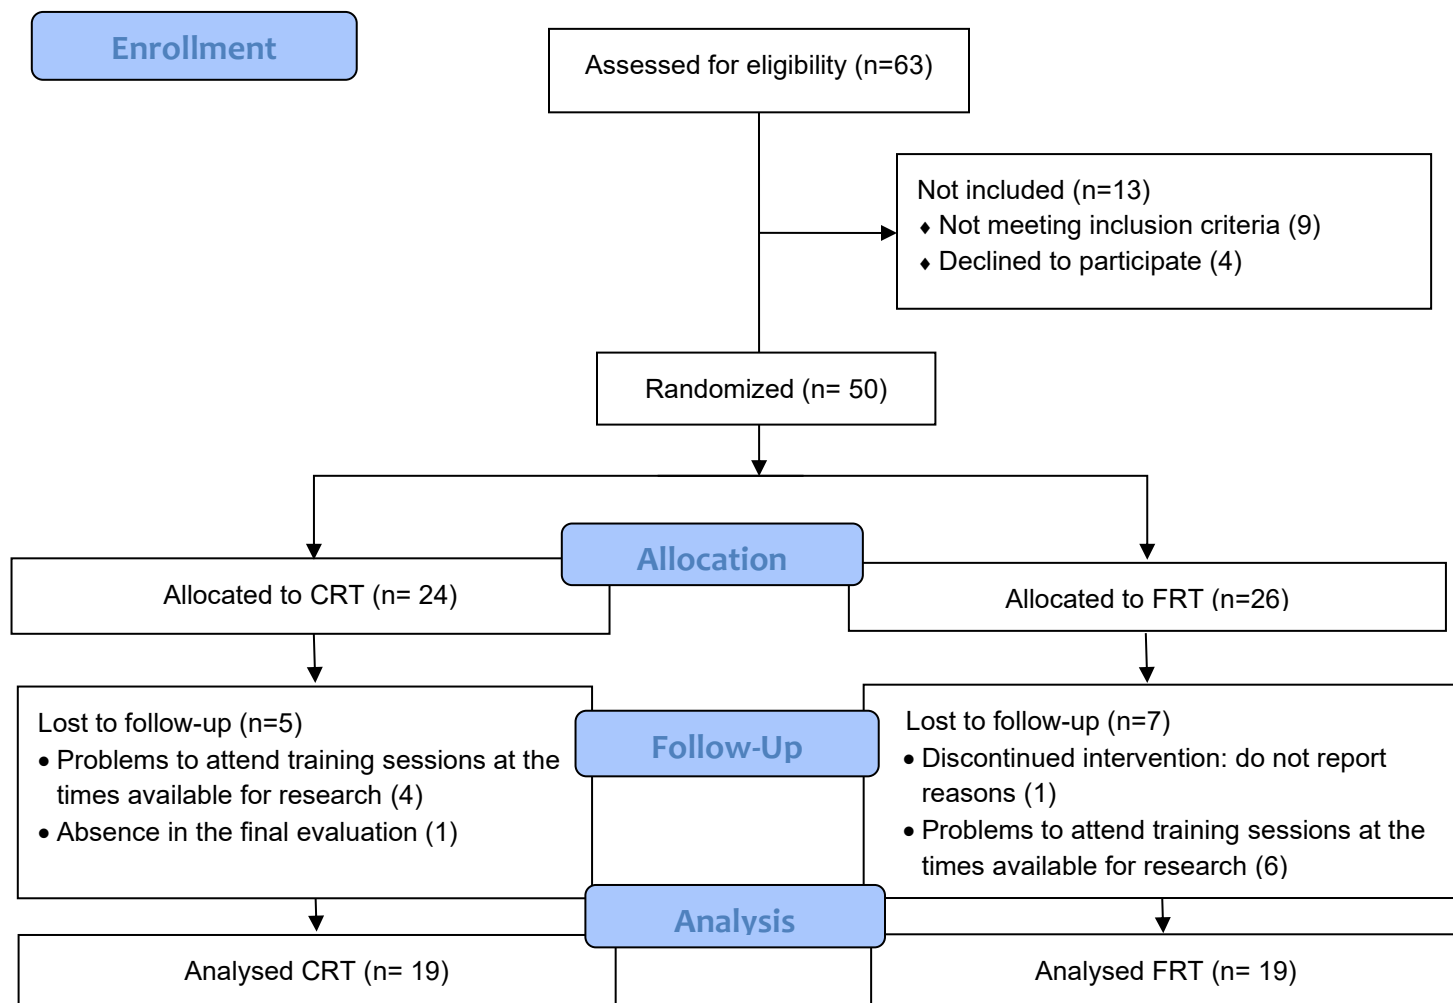 Enrollment
Assessed for eligibility (n=63)
Not included (n=13)
♦ Not meeting inclusion criteria (9)
♦ Declined to participate (4)
Randomized (n= 50)
Allocation
Allocated to CRT (n= 24)
Allocated to FRT (n=26)
Lost to follow-up (n=5)
• Problems to attend training sessions at the
times available for research (4)
• Absence in the final evaluation (1)
Follow-Up
Lost to follow-up (n=7)
• Discontinued intervention: do not report
reasons (1)
• Problems to attend training sessions at the
times available for research (6)
Analysis
Analysed CRT (n= 19)
Analysed FRT (n= 19)